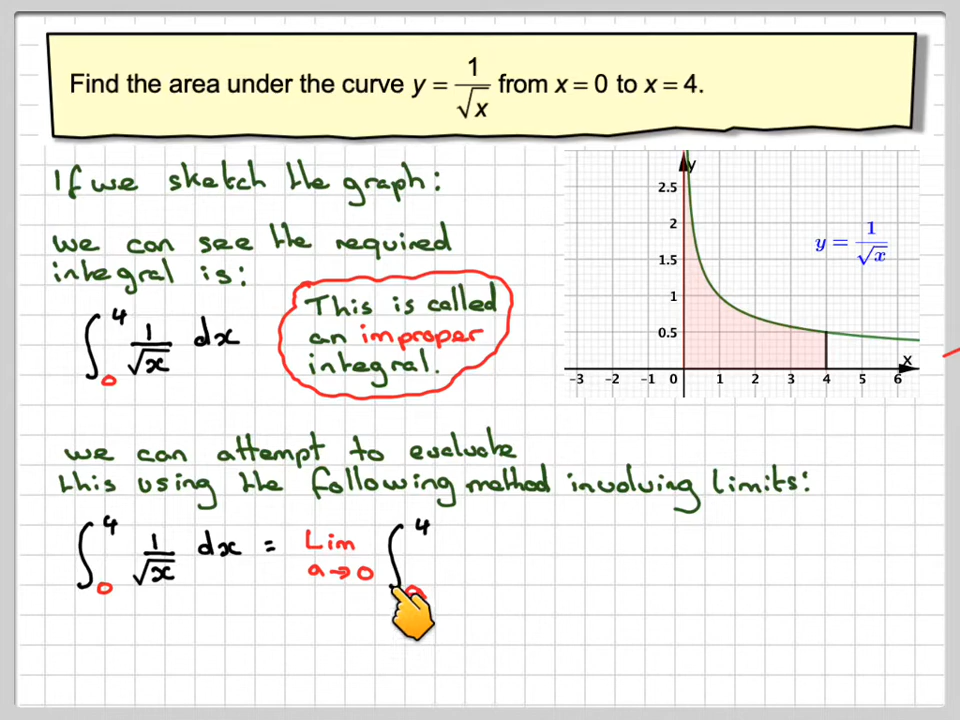 Find the area under the curve y = 1/√x from x = 0 to x = 4.
If we sketch the graph:
we can see the required
integral is:
∫₀⁴ 1/√x dx
This is called
an improper
integral.
y
2.5
2
1.5
1
0.5
y = 1/√x
x
-3 -2 -1 0 1 2 3 4 5 6
we can attempt to evaluate
this using the following method involving limits:
∫₀⁴ 1/√x dx = Lim a→0 ∫ₐ⁴